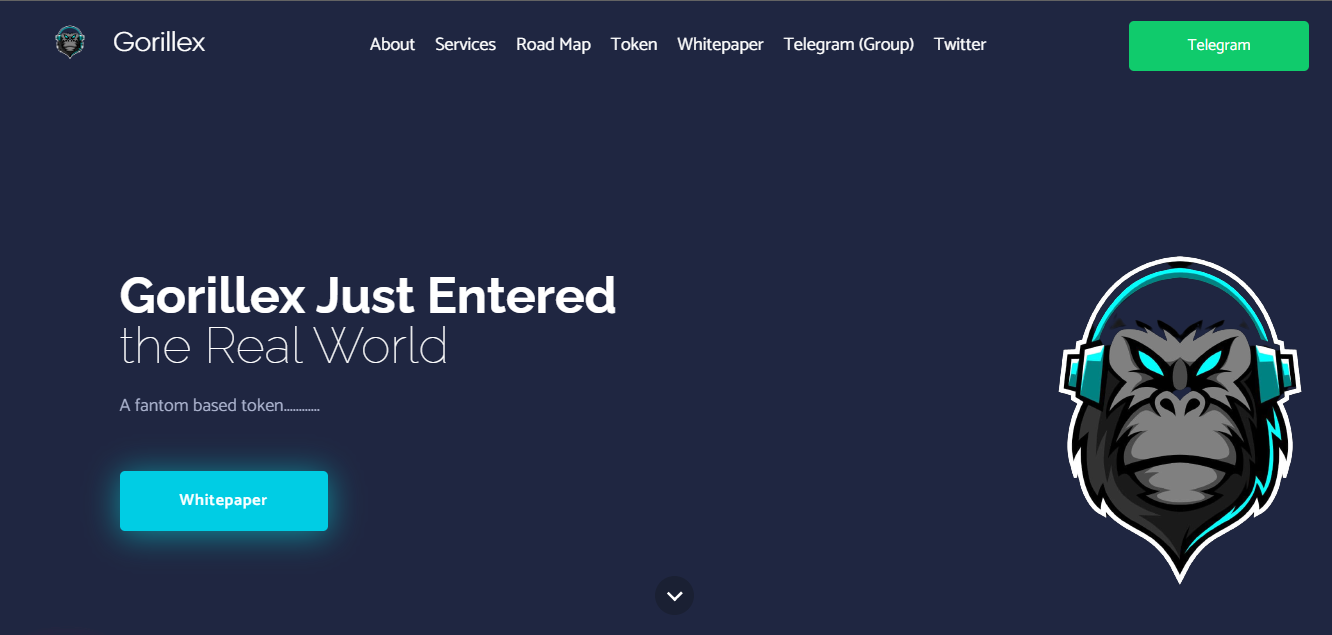 Gorillex
About Services Road Map Token Whitepaper Telegram (Group) Twitter
Telegram
Gorillex Just Entered
the Real World
A fantom based token............
Whitepaper